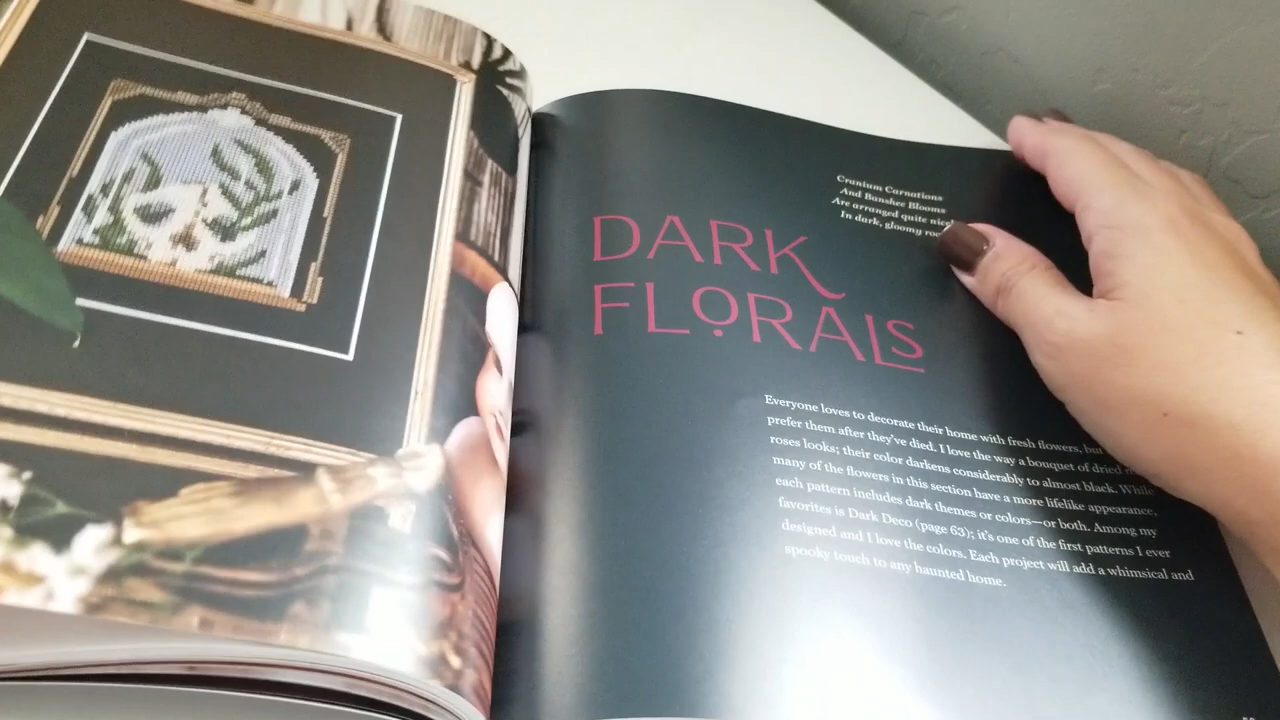 Cranium Carnations
And Banshee Blooms
Are arranged quite
In dark, gloomy
DARK
FLORALS
Everyone loves to decorate their home with fresh flowers, but
prefer them after they've died. I love the way a bouquet of dried
roses looks; their color darkens considerably to almost black. While
many of the flowers in this section have a more lifelike appearance,
each pattern includes dark themes or colors—or both. Among my
favorites is Dark Deco (page 63); it's one of the first patterns I ever
designed and I love the colors. Each project will add a whimsical and
spooky touch to any haunted home.